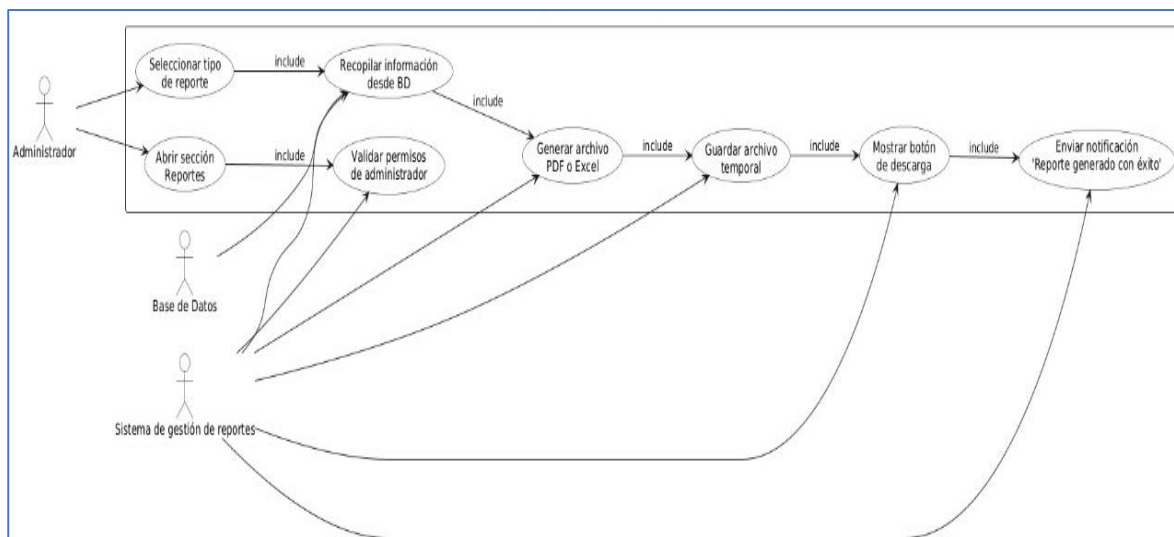 Seleccionar tipo
de reporte
include
Recopilar información
desde BD
include
Administrador
Abrir sección
Reportes
include
Validar permisos
de administrador
Generar archivo
PDF o Excel
include
Guardar archivo
temporal
include
Mostrar botón
de descarga
include
Enviar notificación
'Reporte generado con éxito'
Base de Datos
Sistema de gestión de reportes